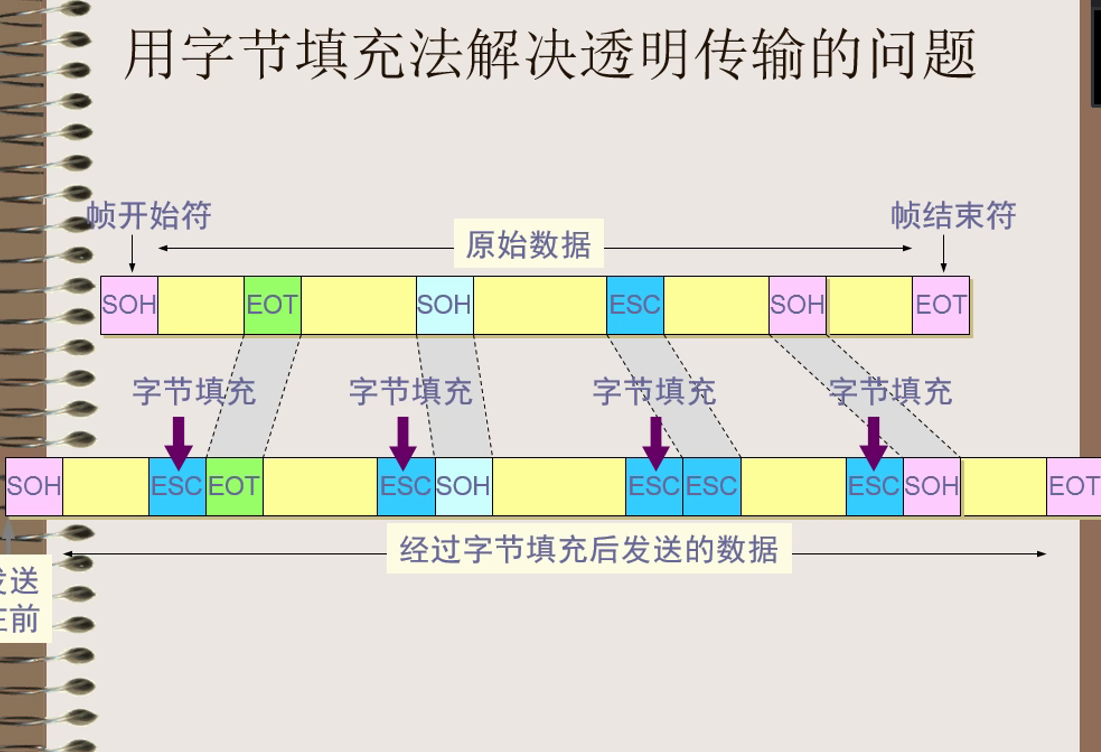 用字节填充法解决透明传输的问题
帧开始符
原始数据
帧结束符
SOH
EOT
SOH
ESC
SOH
EOT
字节填充
字节填充
字节填充
字节填充
SOH
ESC
EOT
ESC
SOH
ESC
ESC
ESC
SOH
EOT
经过字节填充后发送的数据
发送
在前